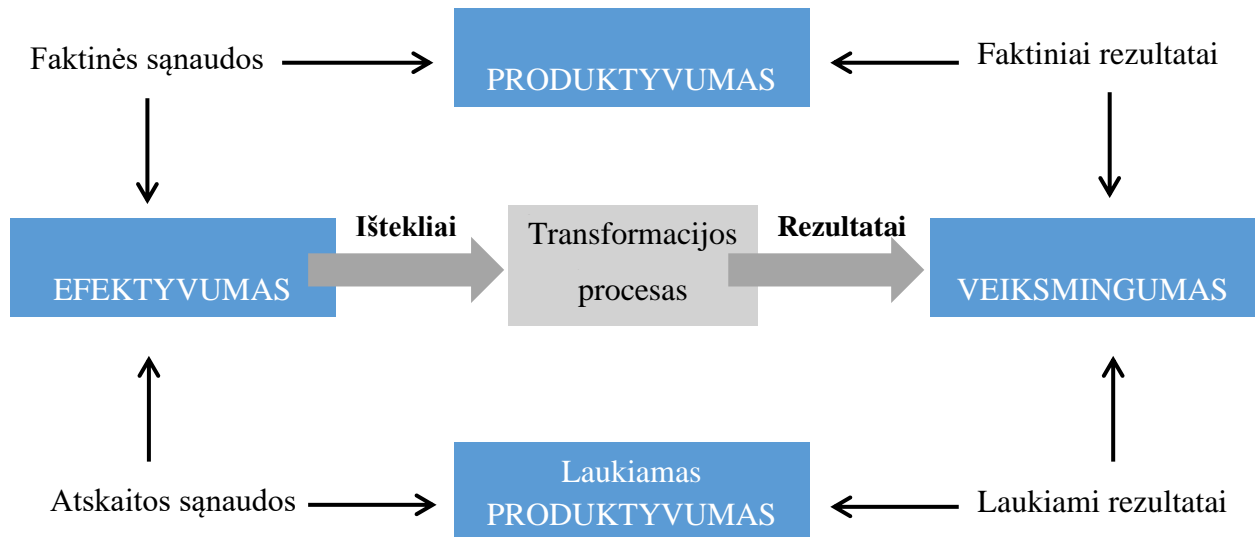 Faktinės sąnaudos
PRODUKTYVUMAS
Faktiniai rezultatai
EFEKTYVUMAS
Ištekliai
Transformacijos
procesas
Rezultatai
VEIKSMINGUMAS
Atskaitos sąnaudos
Laukiamas
PRODUKTYVUMAS
Laukiami rezultatai